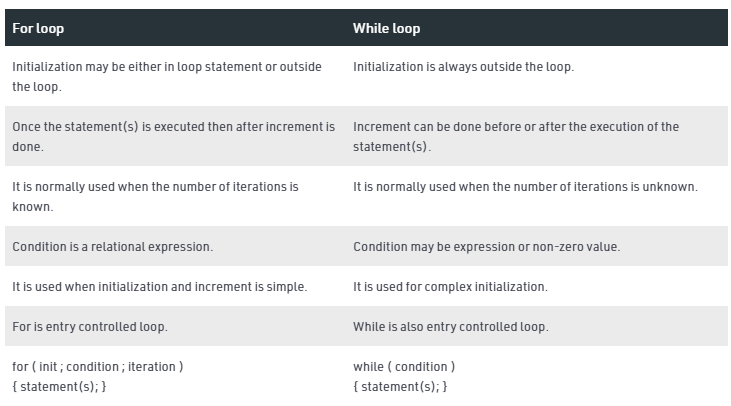 For loop While loop
Initialization may be either in loop statement or outside
the loop.
Initialization is always outside the loop.
Once the statement(s) is executed then after increment is
done.
Increment can be done before or after the execution of the
statement(s).
It is normally used when the number of iterations is
known.
It is normally used when the number of iterations is unknown.
Condition is a relational expression.
Condition may be expression or non-zero value.
It is used when initialization and increment is simple.
It is used for complex initialization.
For is entry controlled loop.
While is also entry controlled loop.
for ( init ; condition ; iteration )
{ statement(s); }
while ( condition )
{ statement(s); }